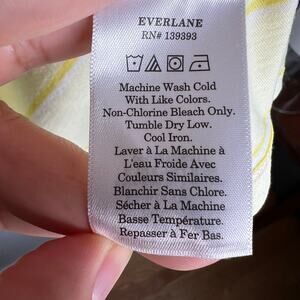 EVERLANE
RN# 139393
Machine Wash Cold
With Like Colors.
Non-Chlorine Bleach Only.
Tumble Dry Low.
Cool Iron.
Laver à La Machine à
L'eau Froide Avec
Couleurs Similaires.
Blanchir Sans Chlore.
Sécher à La Machine
Basse Température.
Repasser à Fer Bas.